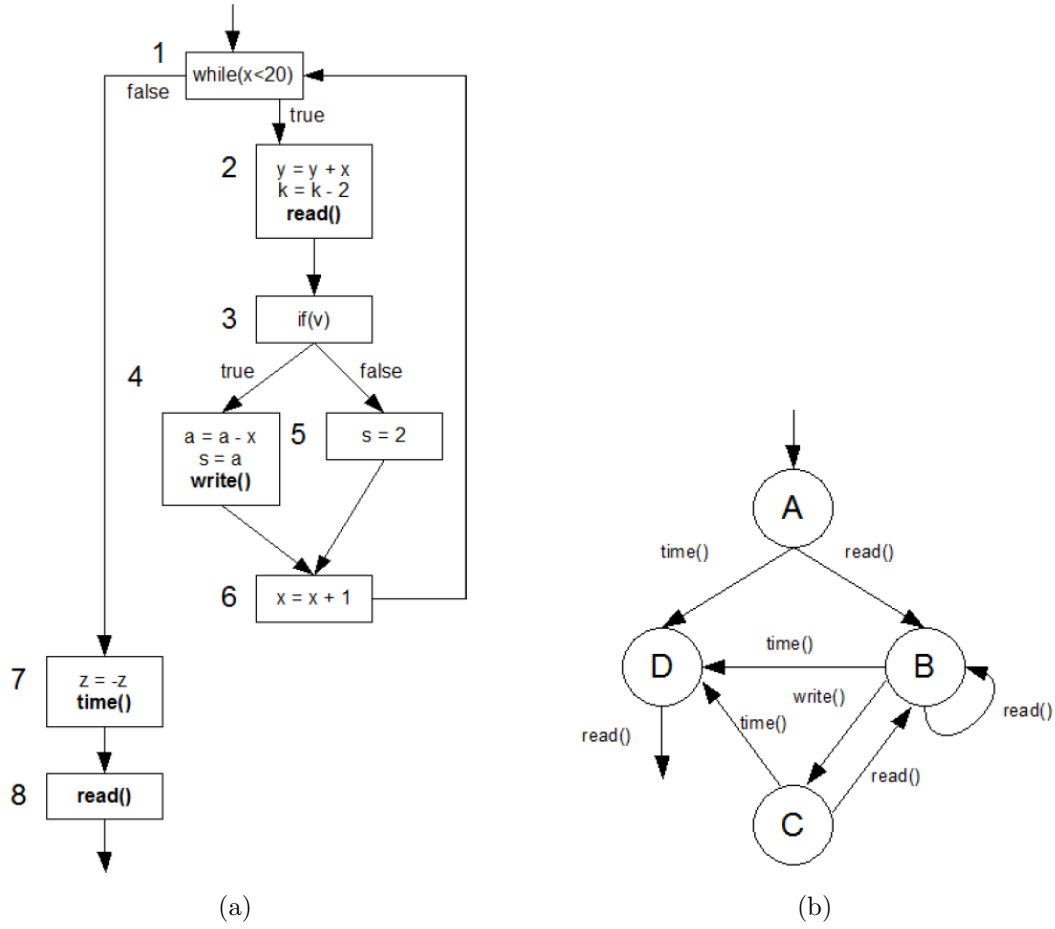 1
while(x<20)
false
true
2
y = y + x
k = k - 2
read()
3
if(v)
true
false
4
a = a - x
s = a
write()
5
s = 2
6
x = x + 1
7
z = -z
time()
8
read()
(a)
A
time()
read()
D
time()
B
write()
read()
time()
read()
read()
C
(b)